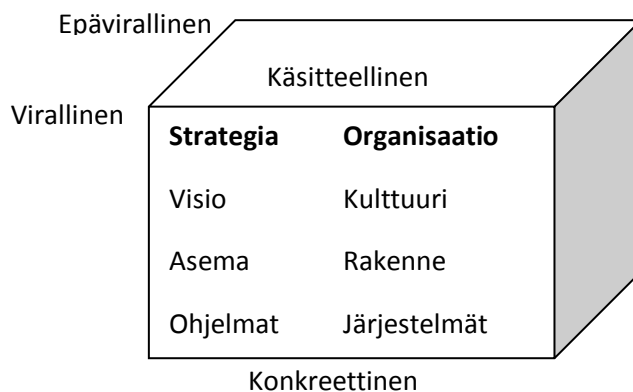 Epävirallinen
Käsitteellinen
Virallinen
Strategia Organisaatio
Visio Kulttuuri
Asema Rakenne
Ohjelmat Järjestelmät
Konkreettinen